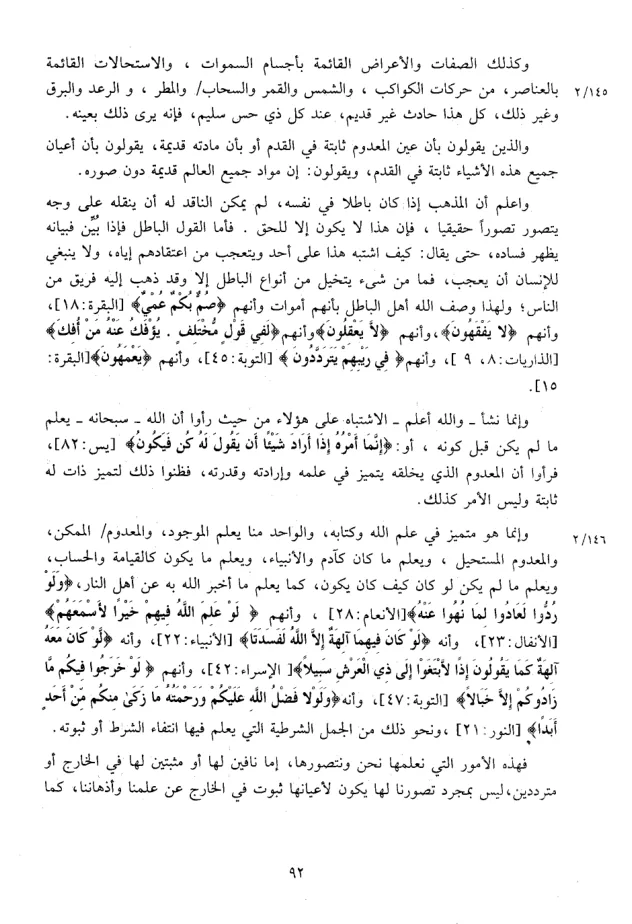 وكذلك الصفات والأعراض القائمة بأجسام السموات ، والاستحالات القائمة
٢/١٤٥ بالعناصر، من حركات الكواكب ، والشمس والقمر والسحاب/ والمطر ، و الرعد والبرق
وغير ذلك، كل هذا حادث غير قديم، عند كل ذي حس سليم، فإنه يرى ذلك بعينه.
والذين يقولون بأن عين المعدوم ثابتة في القدم أو بأن مادته قديمة، يقولون بأن أعيان
جميع هذه الأشياء ثابتة في القدم، ويقولون: إن مواد جميع العالم قديمة دون صوره.
واعلم أن المذهب إذا كان باطلا في نفسه، لم يمكن الناقد له أن ينقله على وجه
يتصور تصوراً حقيقيا ، فإن هذا لا يكون إلا للحق . فأما القول الباطل فإذا بُيِّن فبيانه
يظهر فساده، حتى يقال: كيف اشتبه هذا على أحد ويتعجب من اعتقادهم إياه، ولا ينبغي
للإنسان أن يعجب، فما من شىء يتخيل من أنواع الباطل إلا وقد ذهب إليه فريق من
الناس؛ ولهذا وصف الله أهل الباطل بأنهم أموات وأنهم ﴿صُمٌّ بُكْمٌ عُمْيٌ﴾ [البقرة:١٨]،
وأنهم ﴿لا يَفْقَهُونَ﴾،وأنهم ﴿لاَ يَعْقِلُونَ﴾وأنهم﴿لَفِي قَوْلٍ مُّخْتَلِفٍ . يُؤْفَكُ عَنْهُ مَنْ أُفِكَ﴾
[الذاريات:٨، ٩ ]، وأنهم﴿ فِي رَيْبِهِمْ يَتَرَدَّدُونَ ﴾ [التوبة:٤٥]، وأنهم ﴿يَعْمَهُونَ﴾[البقرة:
١٥].
وإنما نشأ ـ والله أعلم ـ الاشتباه على هؤلاء من حيث رأوا أن الله ـ سبحانه ـ يعلم
ما لم يكن قبل كونه ، أو: ﴿إِنَّمَا أَمْرُهُ إِذَا أَرَادَ شَيْئًا أَن يَقُولَ لَهُ كُن فَيَكُونُ﴾ [يس:٨٢]،
فرأوا أن المعدوم الذي يخلقه يتميز في علمه وإرادته وقدرته، فظنوا ذلك لتميز ذات له
ثابتة وليس الأمر كذلك.
٢/١٤٦ وإنما هو متميز في علم الله وكتابه، والواحد منا يعلم الموجود، والمعدوم/ الممكن،
والمعدوم المستحيل ، ويعلم ما كان كآدم والأنبياء، ويعلم ما يكون كالقيامة والحساب،
ويعلم ما لم يكن لو كان كيف كان يكون، كما يعلم ما أخبر الله به عن أهل النار،﴿وَلَوْ
رُدُّوا لَعَادُوا لِمَا نُهُوا عَنْهُ﴾[الأنعام:٢٨] ، وأنهم ﴿ لَوْ عَلِمَ اللَّهُ فِيهِمْ خَيْرًا لأَسْمَعَهُمْ﴾
[الأنفال:٢٣]، وأنه ﴿لَوْ كَانَ فِيهِمَا آلِهَةٌ إِلاَّ اللَّهُ لَفَسَدَتَا﴾ [الأنبياء:٢٢]، وأنه ﴿لَّوْ كَانَ مَعَهُ
آلِهَةٌ كَمَا يَقُولُونَ إِذًا لاَّبْتَغَوْا إِلَى ذِي الْعَرْشِ سَبِيلاً﴾[ الإسراء:٤٢]، وأنهم ﴿ لَوْ خَرَجُوا فِيكُم مَّا
زَادُوكُمْ إِلاَّ خَبَالاً﴾ [التوبة:٤٧]، وأنه﴿وَلَوْلا فَضْلُ اللَّهِ عَلَيْكُمْ وَرَحْمَتُهُ مَا زَكَىٰ مِنكُم مِّنْ أَحَدٍ
أَبَدًا﴾ [النور:٢١] ،ونحو ذلك من الجمل الشرطية التي يعلم فيها انتفاء الشرط أو ثبوته.
فهذه الأمور التي نعلمها نحن ونتصورها، إما نافين لها أو مثبتين لها في الخارج أو
مترددين،ليس بمجرد تصورنا لها يكون لأعيانها ثبوت في الخارج عن علمنا وأذهاننا، كما
٩٢